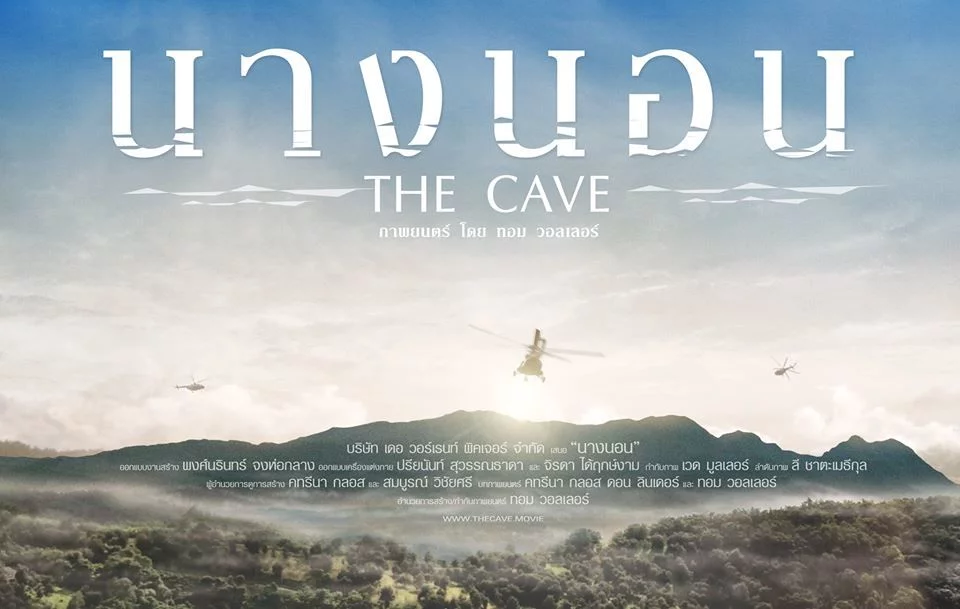 นางนอน
THE CAVE
ภาพยนตร์ โดย ทอม วอลเลอร์
บริษัท เดอ วอร์เรนท์ พิคเจอร์ จำกัด เสนอ “นางนอน”
ออกแบบงานสร้าง พงศ์นรินทร์ จงห่อกลาง ออกแบบเครื่องแต่งกาย ปรียนันท์ สุวรรณธาดา และ จิรดา ได้ฤกษ์งาม กำกับภาพ เวด มูลเลอร์ ลำดับภาพ ลี ชาตะเมธีกุล
ผู้อำนวยการดูการสร้าง คทรีนา กลอส และ สมบูรณ์ วิชัยศรี บทภาพยนตร์ คทรีนา กลอส ดอน ลินเดอร์ และ ทอม วอลเลอร์
อำนวยการสร้าง/กำกับภาพยนตร์ ทอม วอลเลอร์
WWW.THECAVE.MOVIE